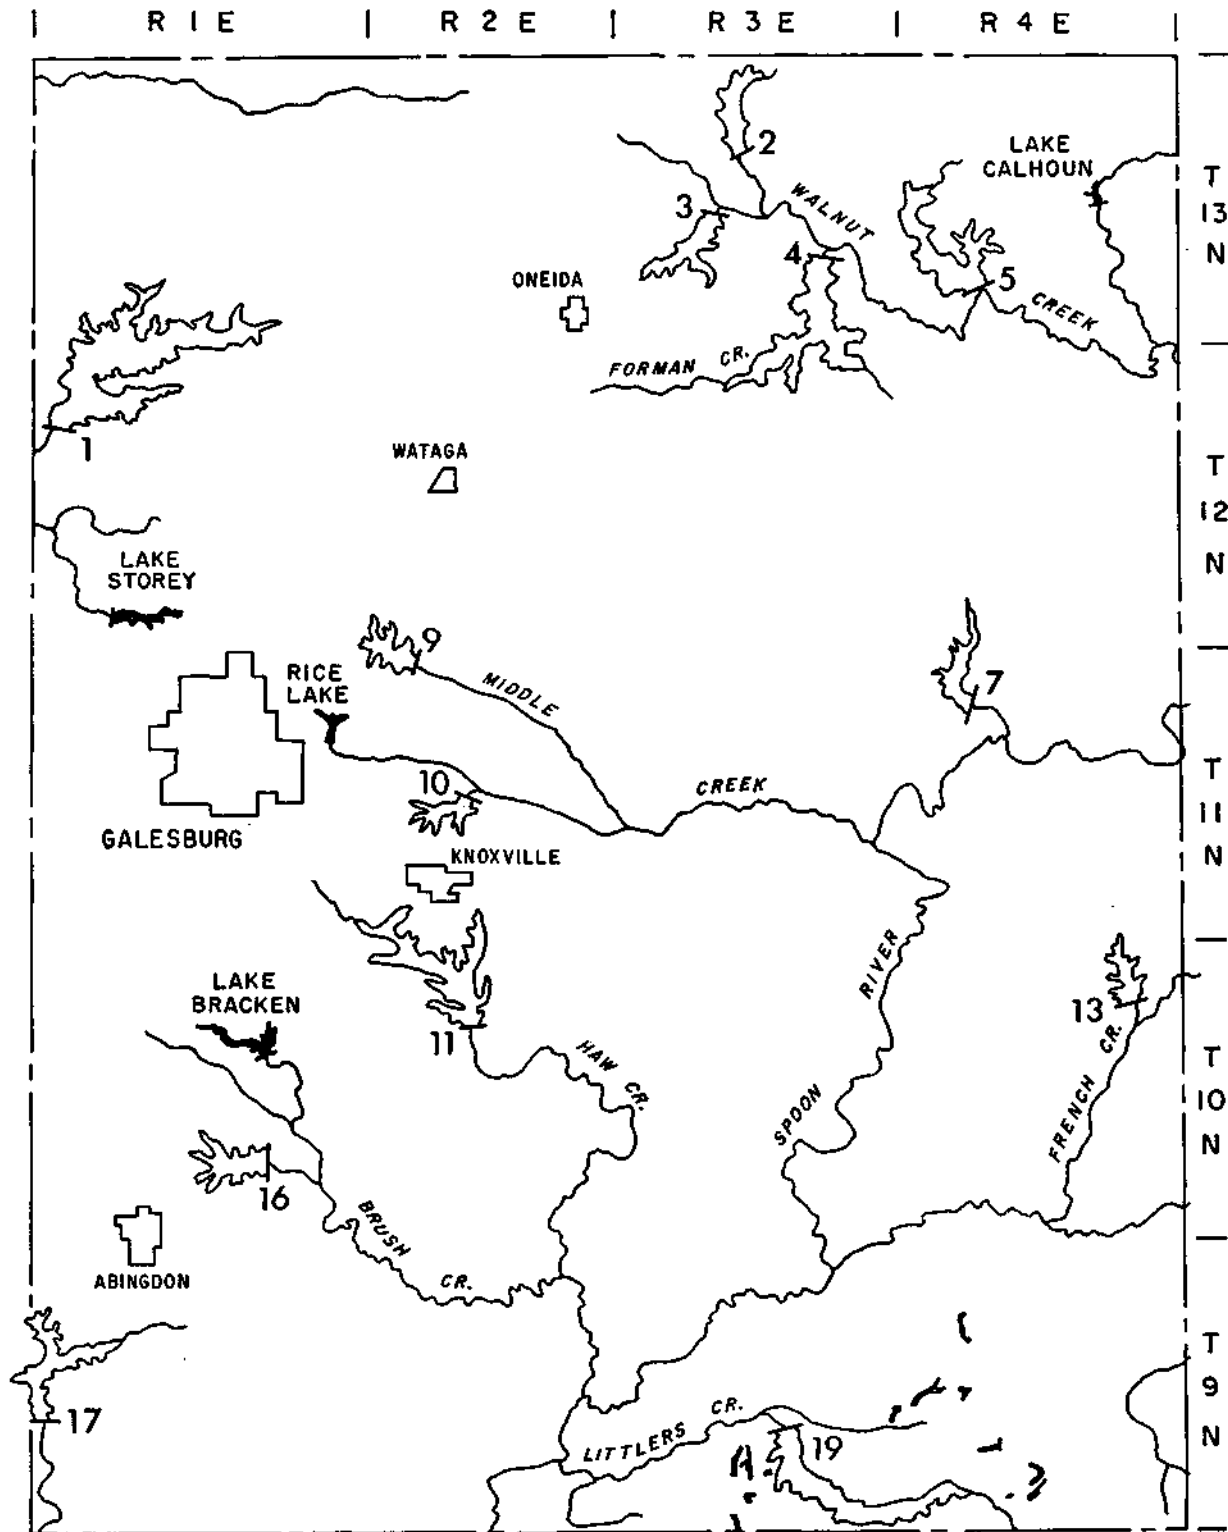 R 1 E
R 2 E
R 3 E
R 4 E
2
LAKE
CALHOUN
T
13
N
3
WALNUT
4
5
CREEK
ONEIDA
FORMAN CR.
1
WATAGA
T
12
N
LAKE
STOREY
9
MIDDLE
CREEK
RICE
LAKE
7
10
GALESBURG
KNOXVILLE
T
11
N
LAKE
BRACKEN
11
HAW CR.
RIVER
SPOON
13
FRENCH CR.
T
10
N
16
BRUSH
CR.
ABINGDON
17
LITTLERS CR.
19
T
9
N